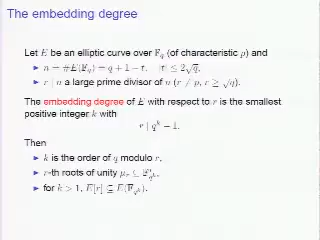 The embedding degree
Let E be an elliptic curve over 𝔽_q (of characteristic p) and
▶ n = #E(𝔽_q) = q + 1 − t, |t| ≤ 2√q,
▶ r | n a large prime divisor of n (r ≠ p, r ≥ √q).
The embedding degree of E with respect to r is the smallest
positive integer k with
r | q^k − 1.
Then
▶ k is the order of q modulo r,
▶ r-th roots of unity μ_r ⊆ 𝔽*_{q^k},
▶ for k > 1, E[r] ⊆ E(𝔽_{q^k}).